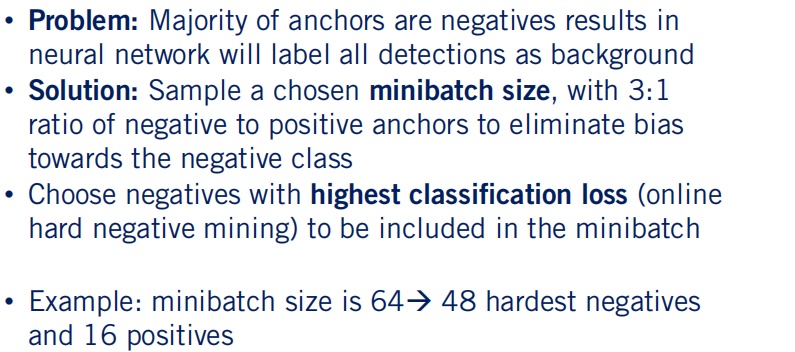 • Problem: Majority of anchors are negatives results in
neural network will label all detections as background
• Solution: Sample a chosen minibatch size, with 3:1
ratio of negative to positive anchors to eliminate bias
towards the negative class
• Choose negatives with highest classification loss (online
hard negative mining) to be included in the minibatch
• Example: minibatch size is 64→ 48 hardest negatives
and 16 positives